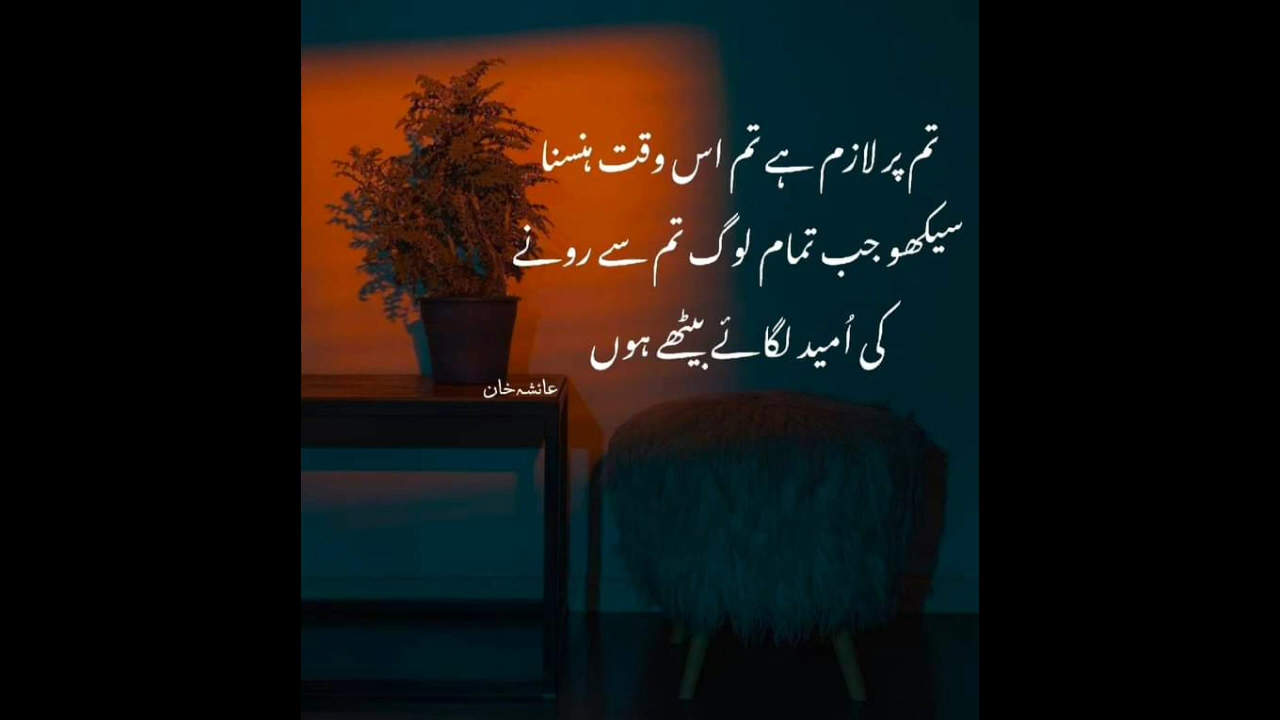 تم پر لازم ہے تم اس وقت ہنسنا
سیکھو جب تمام لوگ تم سے رونے
کی اُمید لگائے بیٹھے ہوں
عائشہ خان